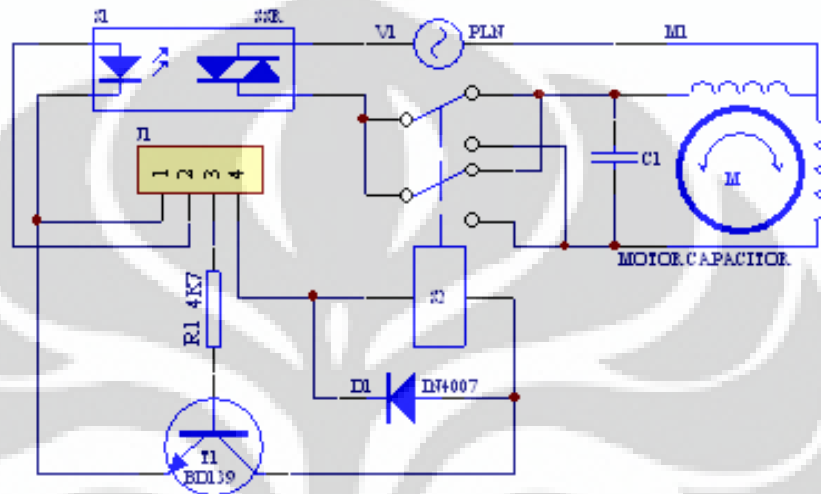 S1
SSR
V1
PLN
M1
J1
1 2 3 4
C1
M
MOTOR CAPACITOR
R1 4K7
S2
D1
IN4007
T1
BD139